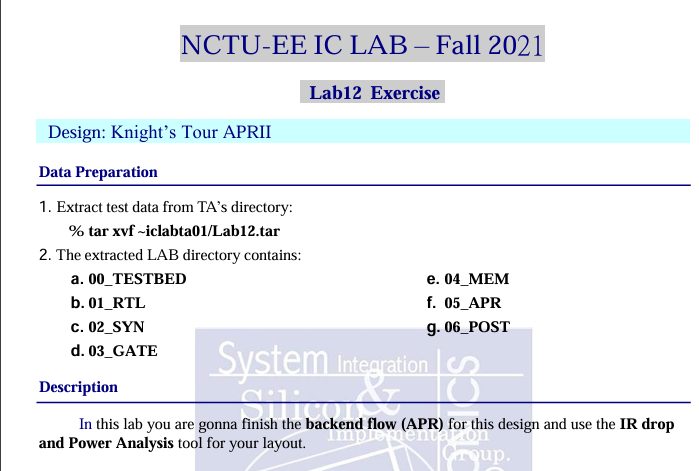 NCTU-EE IC LAB – Fall 2021
Lab12 Exercise
Design: Knight's Tour APRII
Data Preparation
1. Extract test data from TA's directory:
% tar xvf ~iclabta01/Lab12.tar
2. The extracted LAB directory contains:
a. 00_TESTBED
b. 01_RTL
c. 02_SYN
d. 03_GATE
e. 04_MEM
f. 05_APR
g. 06_POST
System Integration
&
Silicon
Implementation
Group.
Description
In this lab you are gonna finish the backend flow (APR) for this design and use the IR drop
and Power Analysis tool for your layout.